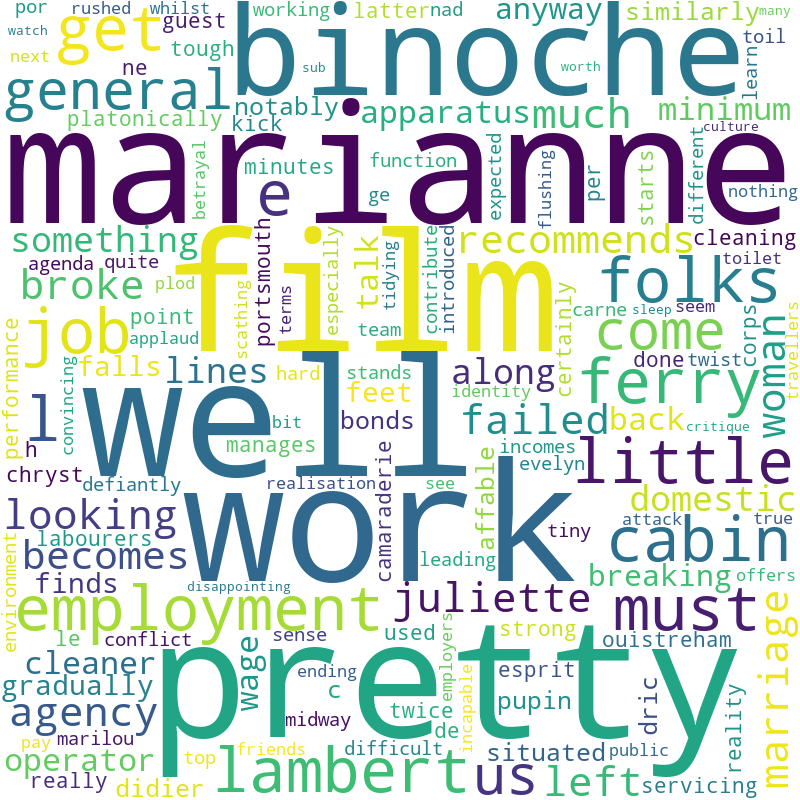 por rushed whilst working latter nad anyway similarly many
watch get guest binoche toil
next tough sub worth learn
ne
general notably apparatus much minimum
platonically kick culture
marianne
betrayal minutes function expected flushing per starts different nothing
e ge
something film talk recommends cleaning
agenda quite portsmouth especially contribute introduced toilet
broke plod scathing terms tidying folks
job point team carne sleep seem
applaud certainly come corps
performance falls lines hard stands along done twist woman travellers
convincing well feet identity ferry
l bit bonds failed back critique
h manages incomes
chryst defiantly realisation see affable evelyn little
looking work camaraderie tiny domestic
labourers attack true
becomes leading cabin
finds disappointing breaking offers
environment employment juliette must
le conflict sense used employers strong ouistreham marriage
cleaner wage pretty esprit
gradually ending c twice incapable pupin dric reality
agency midway de
marilou difficult situated public
operator pay top friends
really didier lambert us left servicing